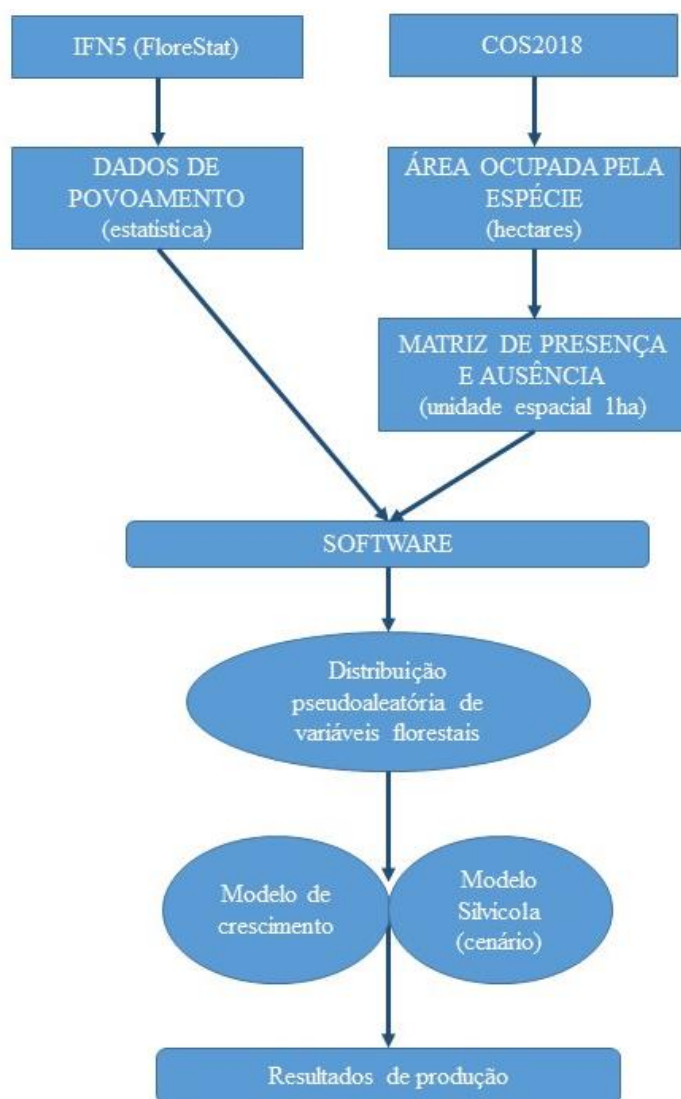 IFN5 (FloreStat)
COS2018
DADOS DE
POVOAMENTO
(estatística)
ÁREA OCUPADA PELA
ESPÉCIE
(hectares)
MATRIZ DE PRESENÇA
E AUSÊNCIA
(unidade espacial 1ha)
SOFTWARE
Distribuição
pseudoaleatória de
variáveis florestais
Modelo de
crescimento
Modelo
Silvícola
(cenário)
Resultados de produção